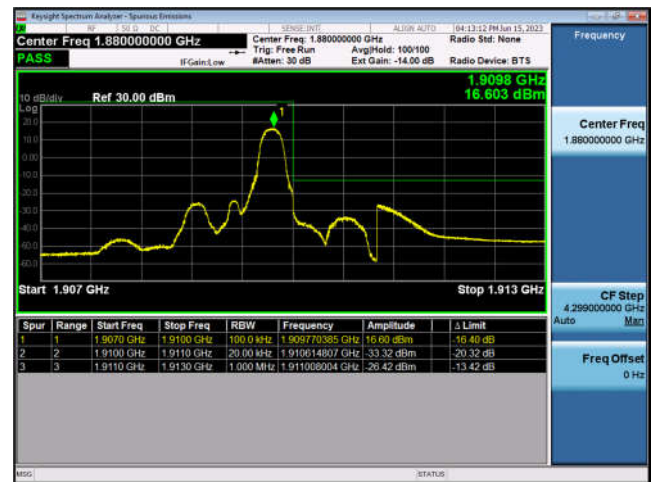 Keysight Spectrum Analyzer - Spurious Emissions
RF 50 Ω DC SENSE:INT ALIGN AUTO 04:13:12 PM Jun 15, 2023
Center Freq 1.880000000 GHz
Center Freq: 1.880000000 GHz
Radio Std: None
Trig: Free Run Avg|Hold: 100/100
PASS
IFGain:Low
#Atten: 30 dB Ext Gain: -14.00 dB Radio Device: BTS
1.9098 GHz
16.603 dBm
10 dB/div Ref 30.00 dBm
Log
20.0
10.0
0.00
-10.0
-20.0
-30.0
-40.0
-50.0
-60.0
1
Start 1.907 GHz Stop 1.913 GHz
Spur Range Start Freq Stop Freq RBW Frequency Amplitude Δ Limit
1 1 1.9070 GHz 1.9100 GHz 100.0 kHz 1.909770385 GHz 16.60 dBm -16.40 dB
2 2 1.9100 GHz 1.9110 GHz 20.00 kHz 1.910614807 GHz -33.32 dBm -20.32 dB
3 3 1.9110 GHz 1.9130 GHz 1.000 MHz 1.911008004 GHz -26.42 dBm -13.42 dB
MSG STATUS
Frequency
Center Freq
1.880000000 GHz
CF Step
4.299000000 GHz
Auto Man
Freq Offset
0 Hz